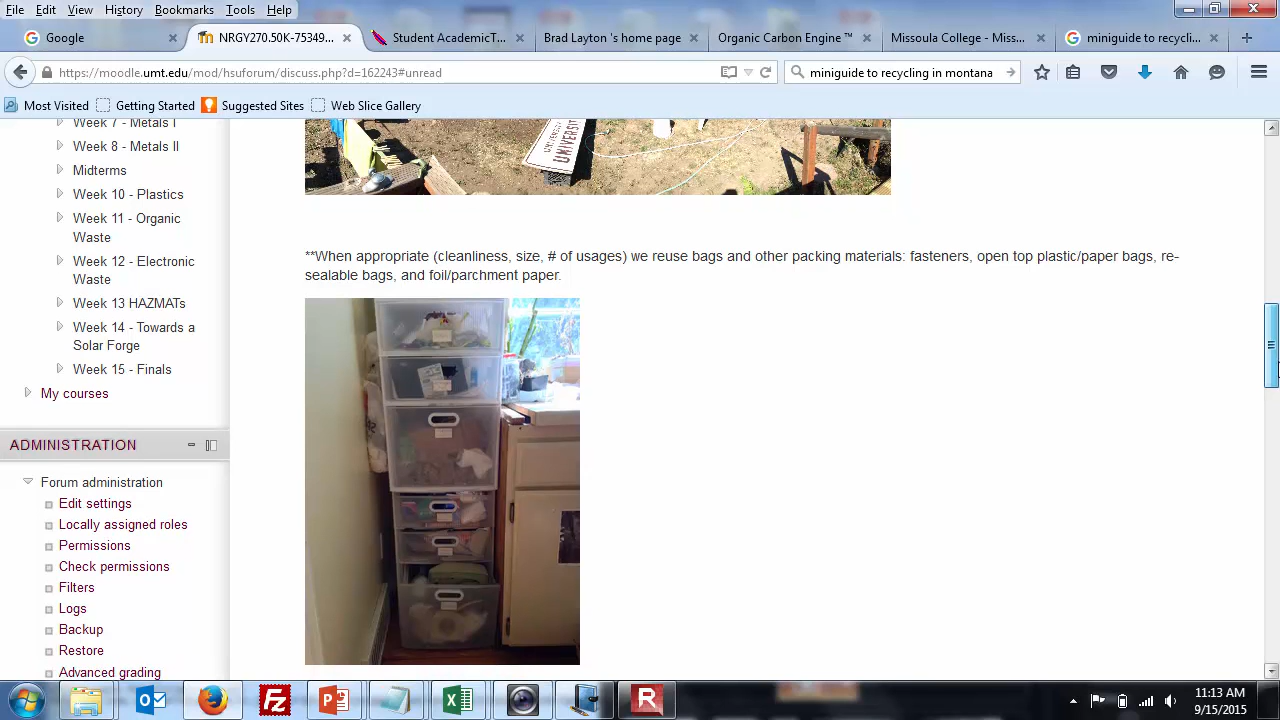 File Edit View History Bookmarks Tools Help
Google NRGY270.50K-75349... Student AcademicT... Brad Layton 's home page Organic Carbon Engine ™ Missoula College - Miss... miniguide to recycli...
https://moodle.umt.edu/mod/hsuforum/discuss.php?d=162243#unread miniguide to recycling in montana
Most Visited Getting Started Suggested Sites Web Slice Gallery
Week 7 - Metals I
Week 8 - Metals II
Midterms
Week 10 - Plastics
Week 11 - Organic
Waste
Week 12 - Electronic
Waste
Week 13 HAZMATs
Week 14 - Towards a
Solar Forge
Week 15 - Finals
My courses
ADMINISTRATION
Forum administration
Edit settings
Locally assigned roles
Permissions
Check permissions
Filters
Logs
Backup
Restore
Advanced grading
UNIVERSIT
**When appropriate (cleanliness, size, # of usages) we reuse bags and other packing materials: fasteners, open top plastic/paper bags, re-
sealable bags, and foil/parchment paper.
11:13 AM
9/15/2015